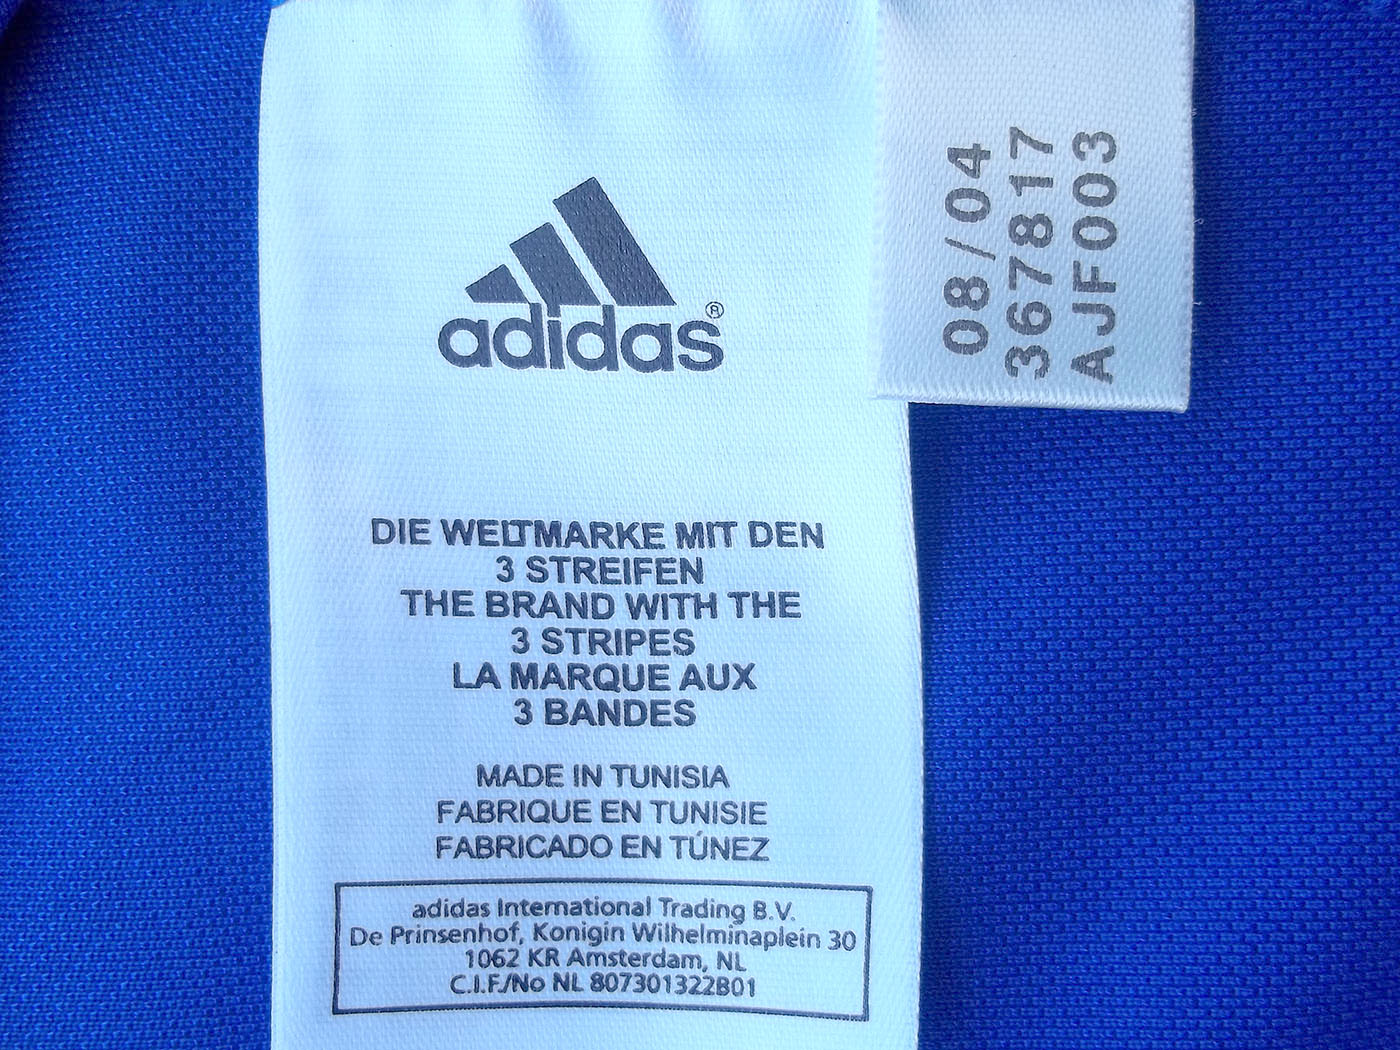 adidas®
DIE WELTMARKE MIT DEN
3 STREIFEN
THE BRAND WITH THE
3 STRIPES
LA MARQUE AUX
3 BANDES
MADE IN TUNISIA
FABRIQUE EN TUNISIE
FABRICADO EN TÚNEZ
adidas International Trading B.V.
De Prinsenhof, Konigin Wilhelminaplein 30
1062 KR Amsterdam, NL
C.I.F./No NL 807301322B01
08/04
367817
AJF003